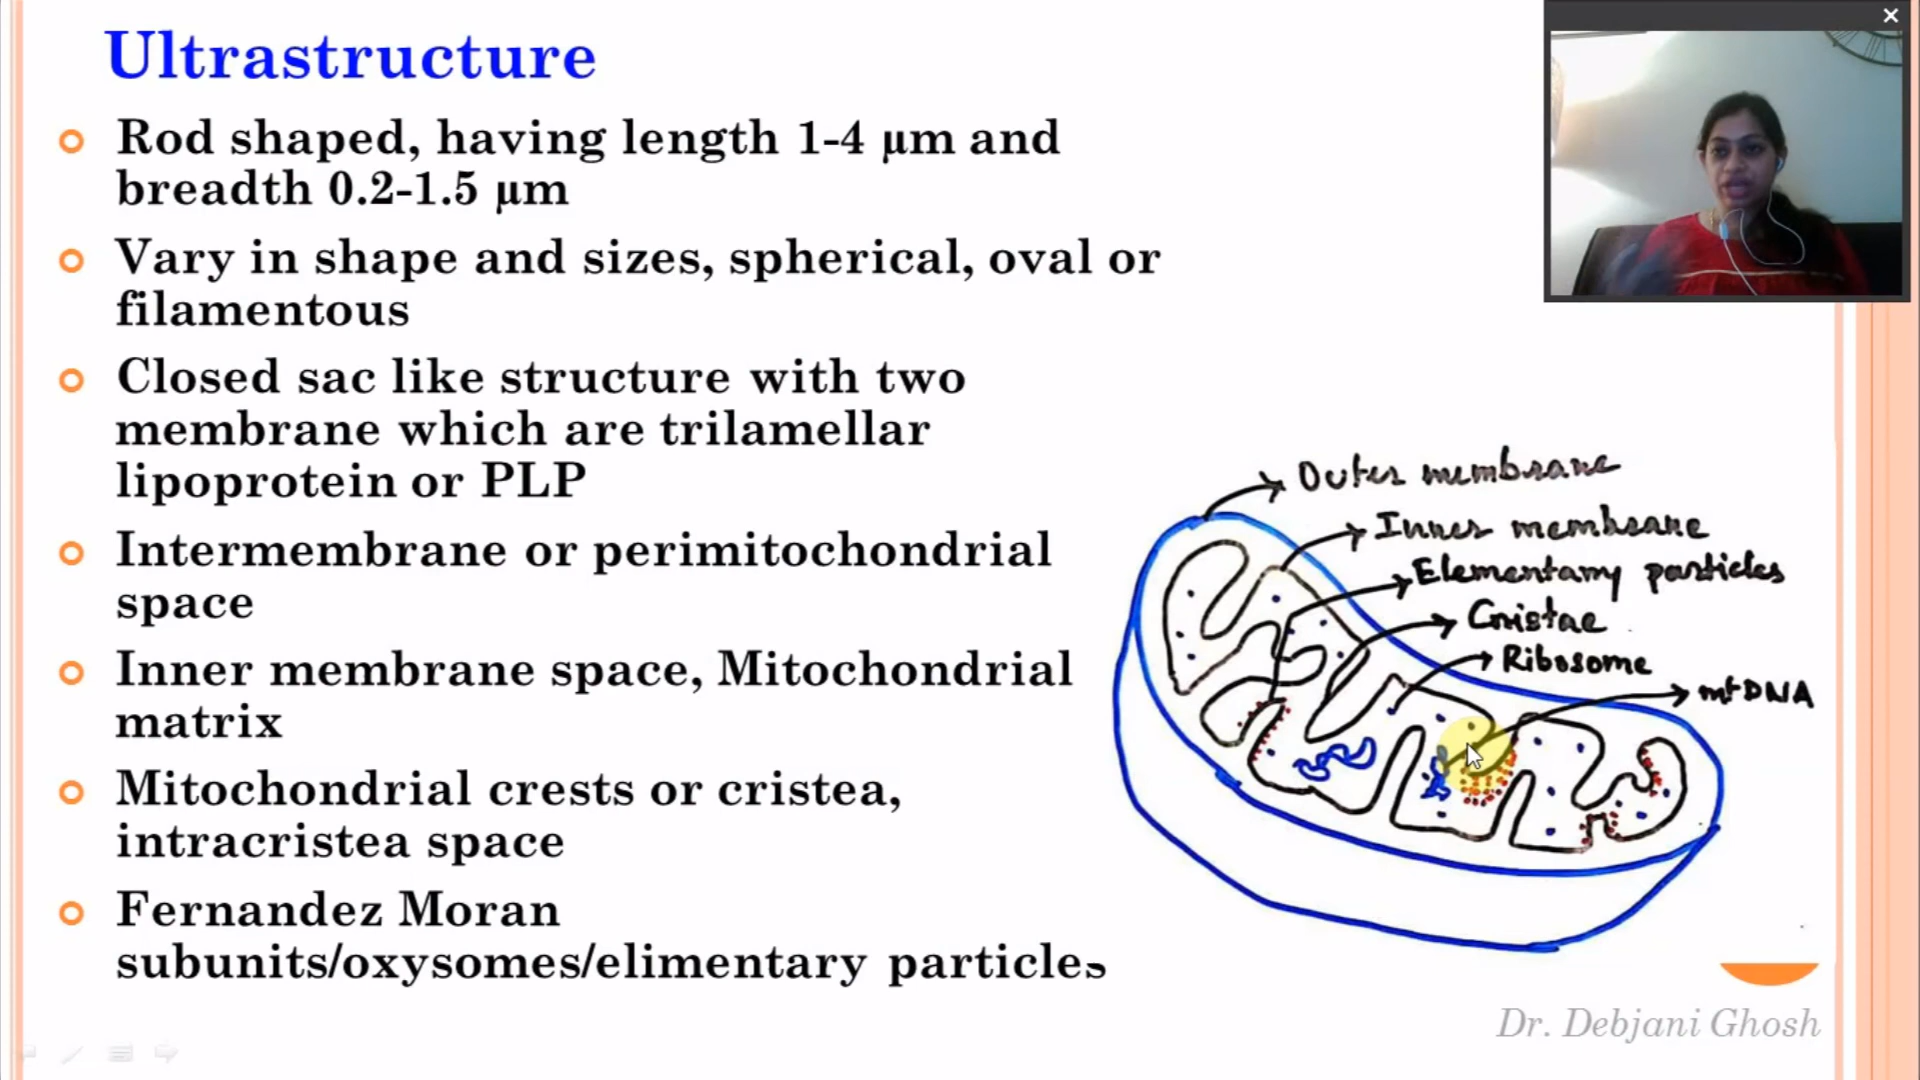 Ultrastructure
Rod shaped, having length 1-4 µm and
breadth 0.2-1.5 µm
Vary in shape and sizes, spherical, oval or
filamentous
Closed sac like structure with two
membrane which are trilamellar
lipoprotein or PLP
Intermembrane or perimitochondrial
space
Inner membrane space, Mitochondrial
matrix
Mitochondrial crests or cristea,
intracristea space
Fernandez Moran
subunits/oxysomes/elimentary particles
Outer membrane
Inner membrane
Elementary particles
Cristae
Ribosome
mtDNA
Dr. Debjani Ghosh